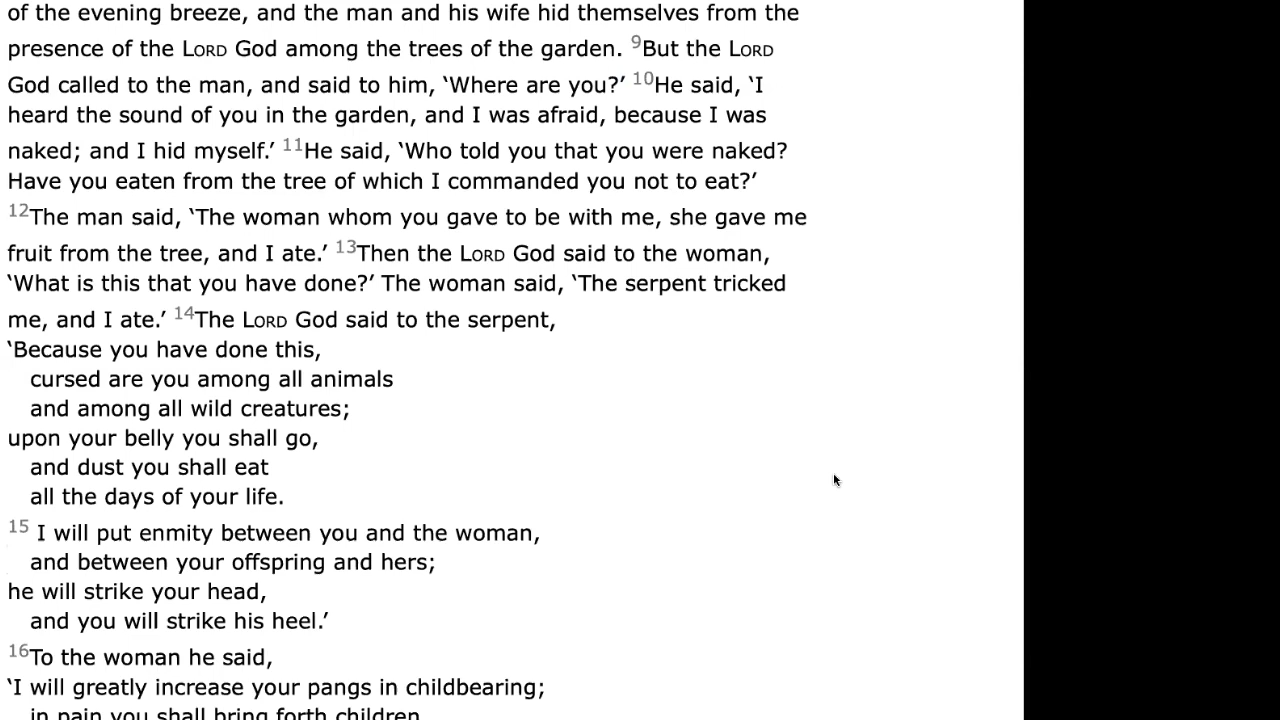 of the evening breeze, and the man and his wife hid themselves from the
presence of the LORD God among the trees of the garden. 9But the LORD
God called to the man, and said to him, ‘Where are you?’ 10He said, ‘I
heard the sound of you in the garden, and I was afraid, because I was
naked; and I hid myself.’ 11He said, ‘Who told you that you were naked?
Have you eaten from the tree of which I commanded you not to eat?’
12The man said, ‘The woman whom you gave to be with me, she gave me
fruit from the tree, and I ate.’ 13Then the LORD God said to the woman,
‘What is this that you have done?’ The woman said, ‘The serpent tricked
me, and I ate.’ 14The LORD God said to the serpent,
‘Because you have done this,
cursed are you among all animals
and among all wild creatures;
upon your belly you shall go,
and dust you shall eat
all the days of your life.
15 I will put enmity between you and the woman,
and between your offspring and hers;
he will strike your head,
and you will strike his heel.’
16To the woman he said,
‘I will greatly increase your pangs in childbearing;
in pain you shall bring forth children